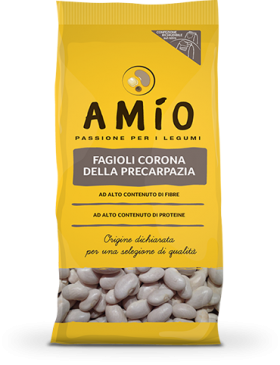 AMÍO
PASSIONE PER I LEGUMI
FAGIOLI CORONA
DELLA PRECARPAZIA
AD ALTO CONTENUTO DI FIBRE
AD ALTO CONTENUTO DI PROTEINE
Origine dichiarata
per una selezione di qualità